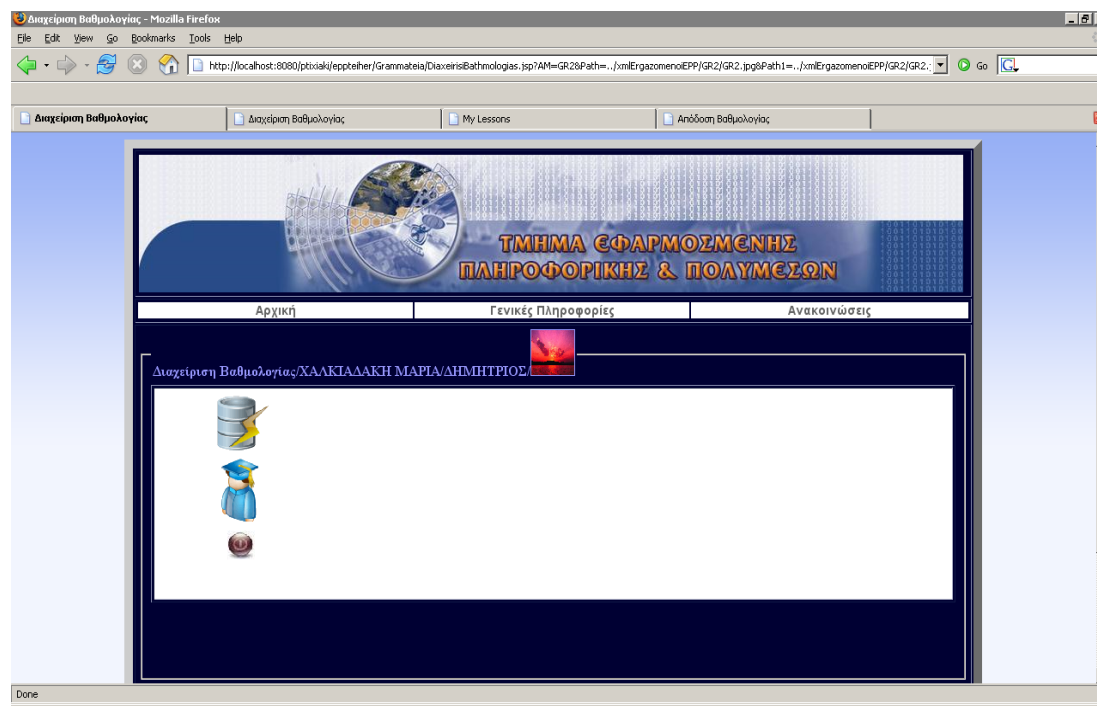 Διαχείριση Βαθμολογίας - Mozilla Firefox
File Edit View Go Bookmarks Tools Help
http://localhost:8080/ptixiaki/eppteiher/Grammateia/DiaxeirisiBathmologias.jsp?AM=GR2&Path=../xmlErgazomenoiEPP/GR2/GR2.jpg&Path1=../xmlErgazomenoiEPP/GR2/GR2.: Go G
Διαχείριση Βαθμολογίας Διαχείριση Βαθμολογίας My Lessons Απόδοση Βαθμολογίας
ΤΜΗΜΑ ΕΦΑΡΜΟΣΜΕΝΗΣ
ΠΛΗΡΟΦΟΡΙΚΗΣ & ΠΟΛΥΜΕΣΩΝ
Αρχική Γενικές Πληροφορίες Ανακοινώσεις
Διαχείριση Βαθμολογίας/ΧΑΛΚΙΑΔΑΚΗ ΜΑΡΙΑ/ΔΗΜΗΤΡΙΟΣ/
Done